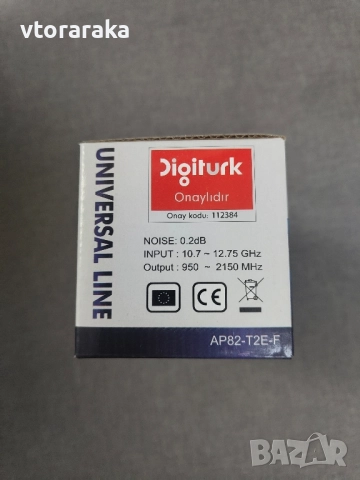 vtoraraka
UNIVERSAL LINE
Digiturk
Onaylıdır
Onay kodu: 112384
NOISE: 0.2dB
INPUT : 10.7 ~ 12.75 GHz
Output : 950 ~ 2150 MHz
CE
AP82-T2E-F
BAZAR